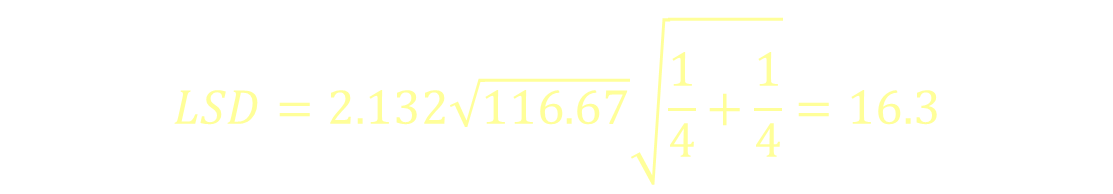 LSD = 2.132√116.67 √(1/4 + 1/4) = 16.3